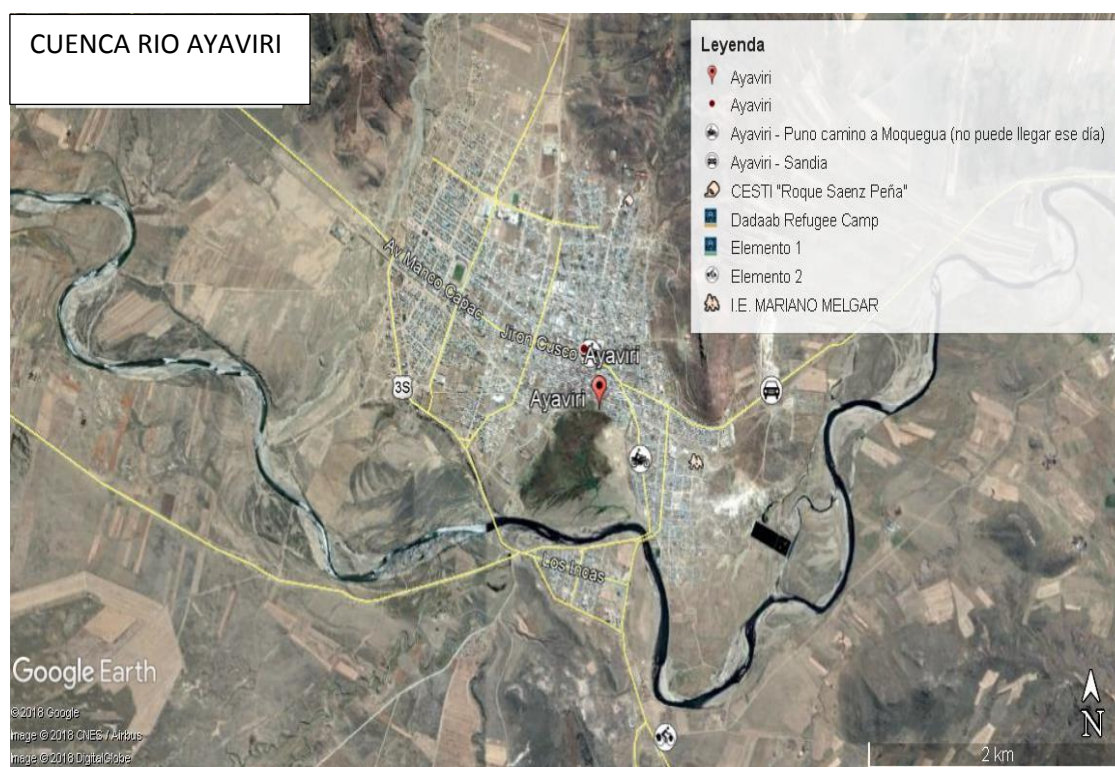 CUENCA RIO AYAVIRI
Leyenda
Ayaviri
Ayaviri
Ayaviri - Puno camino a Moquegua (no puede llegar ese día)
Ayaviri - Sandia
CESTI "Roque Saenz Peña"
Dadaab Refugee Camp
Elemento 1
Elemento 2
I.E. MARIANO MELGAR
Av Manco Capac
Jiron Cusco
Ayaviri
3S
Ayaviri
Los Incas
Google Earth
©2018 Google
Image © 2018 CNES / Airbus
Image © 2018 DigitalGlobe
N
2 km